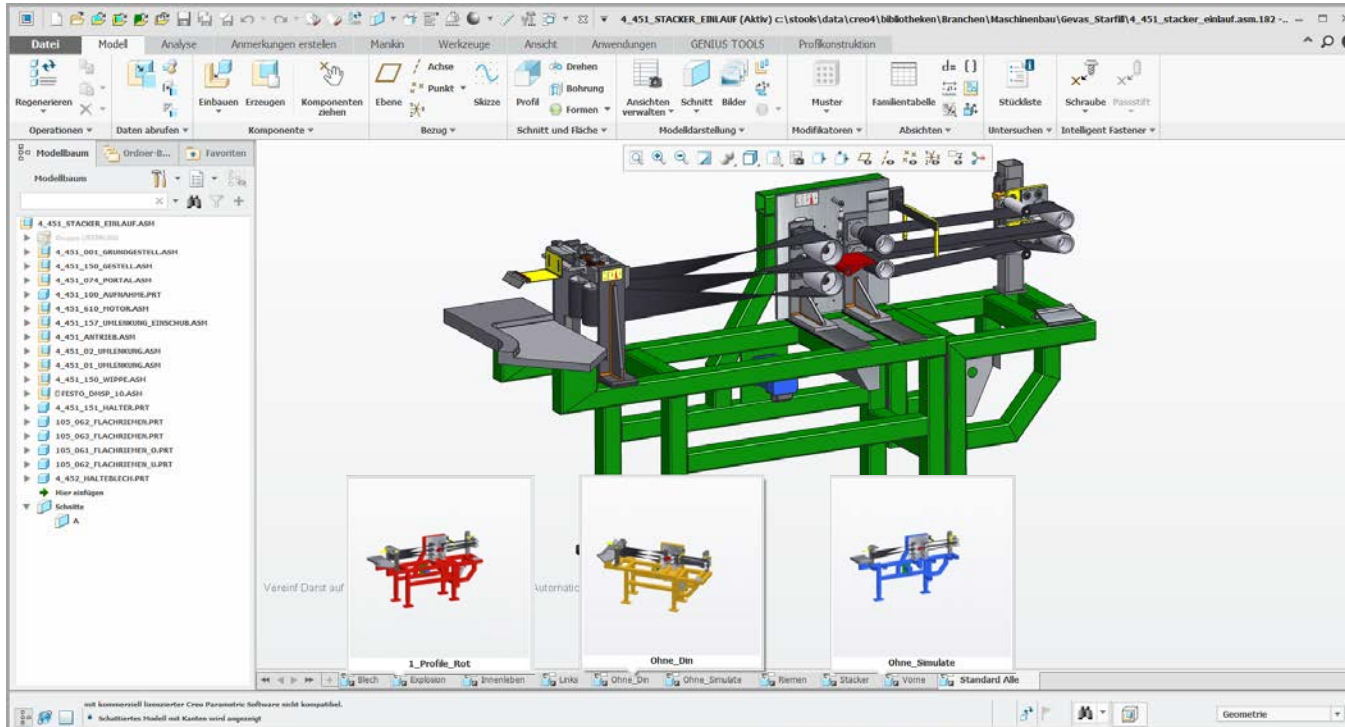 4_451_STACKER_EINLAUF (Aktiv) c:\stools\data\creo4\bibliotheken\Branchen\Maschinenbau\Gevas_Starfill\4_451_stacker_einlauf.asm.182 -...
Datei Modell Analyse Anmerkungen erstellen Manikin Werkzeuge Ansicht Anwendungen GENIUS TOOLS Profilkonstruktion
Regenerieren
Einbauen Erzeugen Komponenten ziehen
Ebene
Achse
Punkt
Skizze
Profil
Drehen
Bohrung
Formen
Ansichten verwalten
Schnitt
Bilder
Muster
Familientabelle
d= { }
Stückliste
Schraube
Passstift
Operationen Daten abrufen Komponente Bezug Schnitt und Fläche Modelldarstellung Modifikatoren Absichten Untersuchen Intelligent Fastener
Modellbaum Ordner-B... Favoriten
Modellbaum
4_451_STACKER_EINLAUF.ASM
4_451_001_GRUNDGESTELL.ASM
4_451_150_GESTELL.ASM
4_451_074_PORTAL.ASM
4_451_100_AUFNAHME.PRT
4_451_610_MOTOR.ASM
4_451_157_UMLENKUNG_EINSCHUB.ASM
4_451_ANTRIEB.ASM
4_451_02_UMLENKUNG.ASM
4_451_01_UMLENKUNG.ASM
4_451_150_WIPPE.ASM
FESTO_DMSP_10.ASM
4_451_151_HALTER.PRT
105_062_FLACHRIEMEN.PRT
105_063_FLACHRIEMEN.PRT
105_061_FLACHRIEMEN_O.PRT
105_062_FLACHRIEMEN_U.PRT
4_452_HALTEBLECH.PRT
Hier einfügen
Schnitte
A
Vereinf Darst auf
Automatic
1_Profile_Rot
Ohne_Din
Ohne_Simulate
Blech Explosion Innenleben Links Ohne_Din Ohne_Simulate Riemen Stacker Vorne Standard Alle
mit kommerziell lizenzierter Creo Parametric Software nicht kompatibel.
Schattiertes Modell mit Kanten wird angezeigt
Geometrie